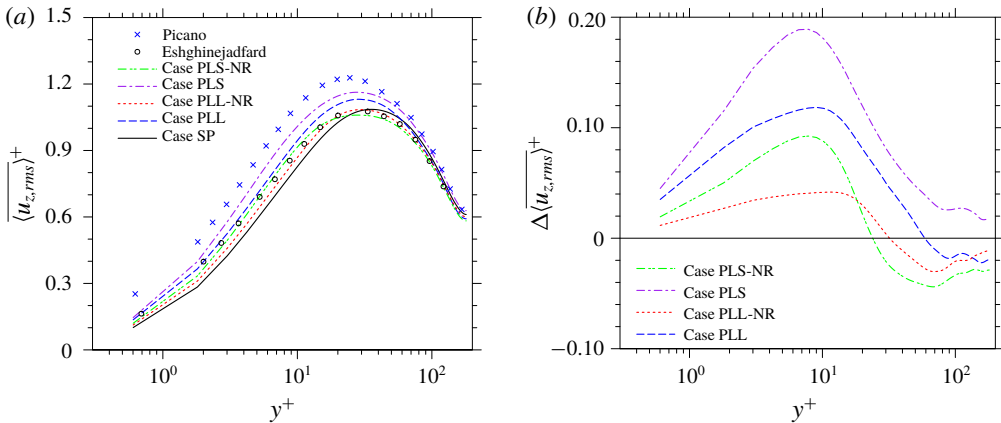 (a)
1.5
1.2
0.9
0.6
0.3
0
10^0
10^1
10^2
y^+
⟨u_{z,rms}⟩^+
Picano
Eshghinejadfard
Case PLS-NR
Case PLS
Case PLL-NR
Case PLL
Case SP
(b)
0.20
0.10
0
−0.10
10^0
10^1
10^2
y^+
Δ⟨u_{z,rms}⟩^+
Case PLS-NR
Case PLS
Case PLL-NR
Case PLL